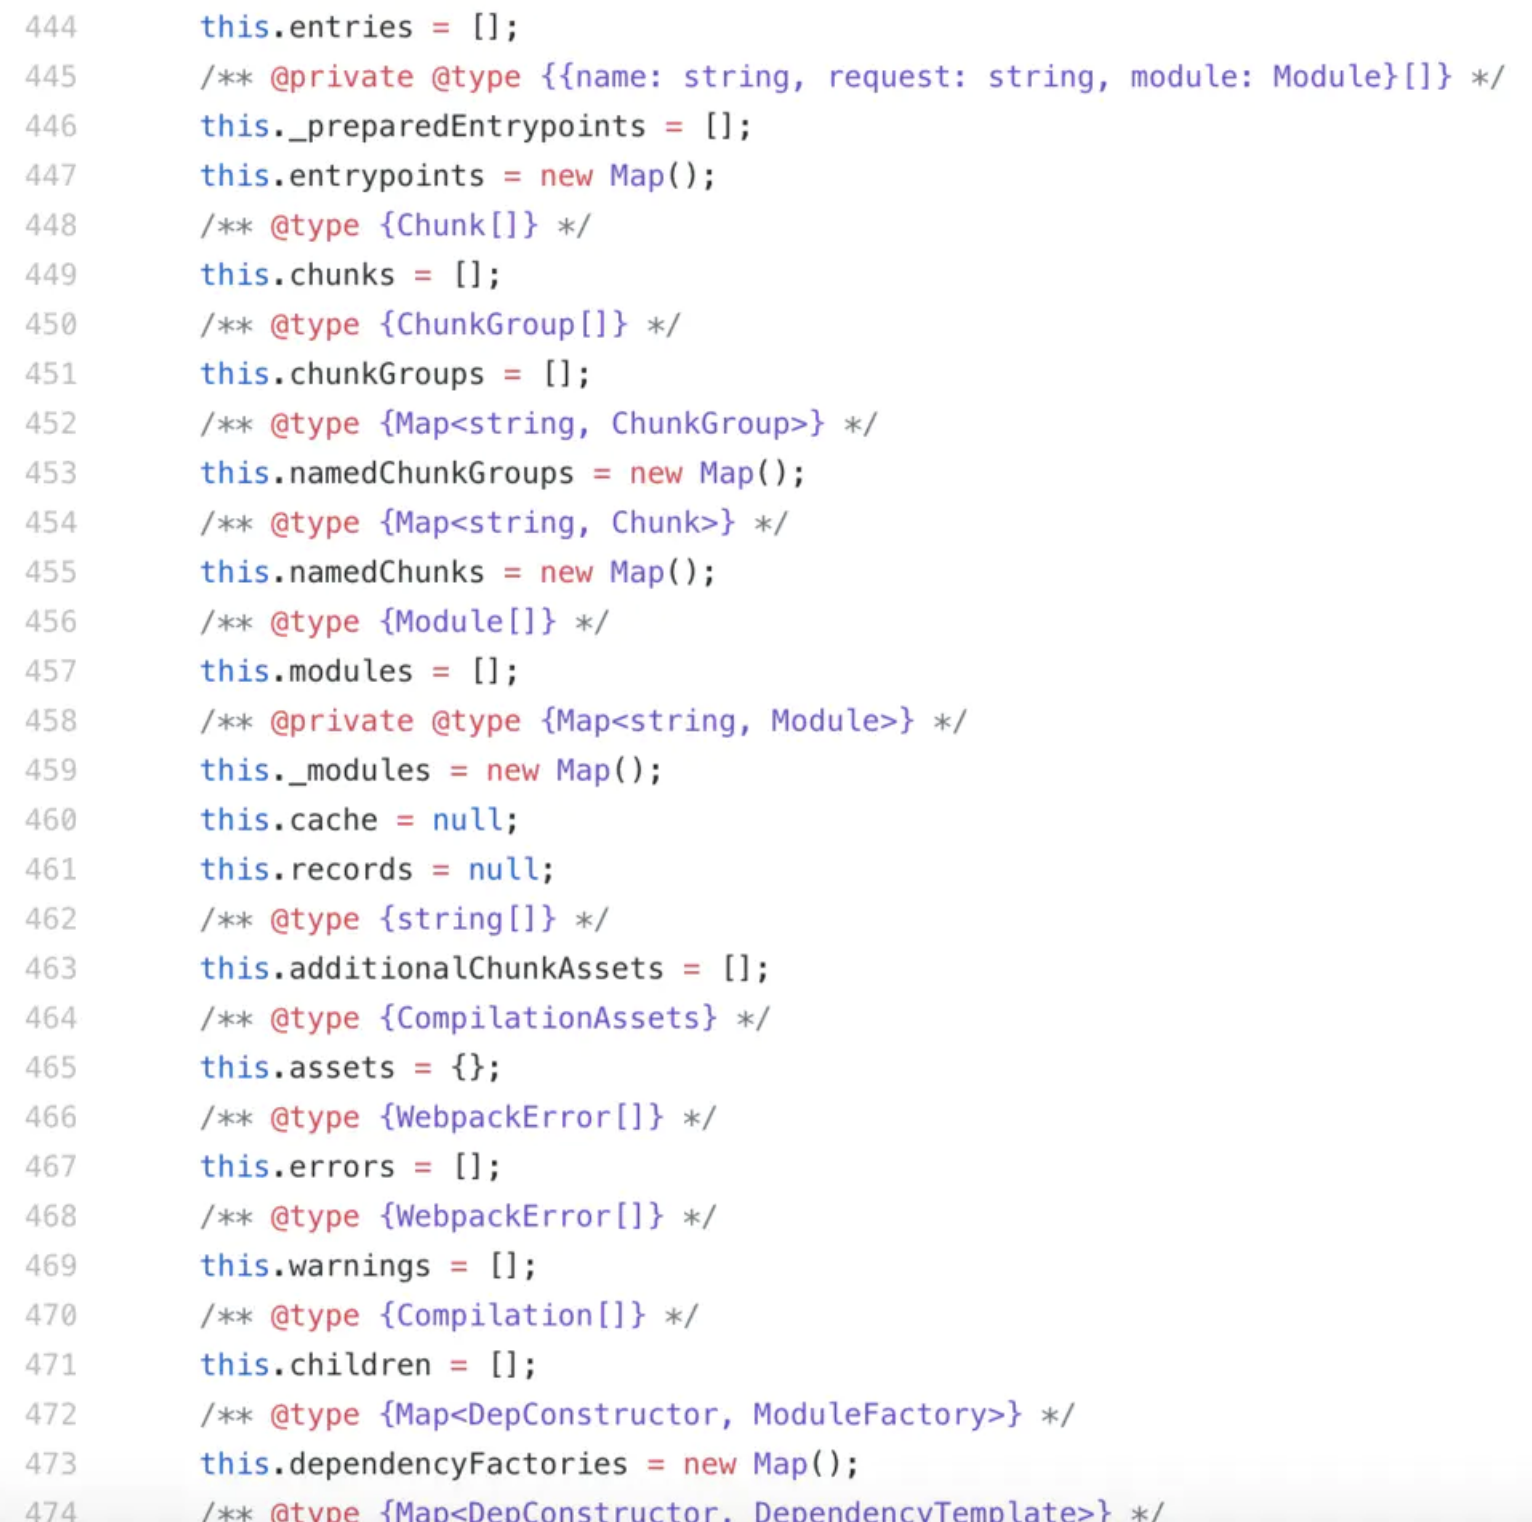 444 this.entries = [];
445 /** @private @type {{name: string, request: string, module: Module}[]} */
446 this._preparedEntrypoints = [];
447 this.entrypoints = new Map();
448 /** @type {Chunk[]} */
449 this.chunks = [];
450 /** @type {ChunkGroup[]} */
451 this.chunkGroups = [];
452 /** @type {Map<string, ChunkGroup>} */
453 this.namedChunkGroups = new Map();
454 /** @type {Map<string, Chunk>} */
455 this.namedChunks = new Map();
456 /** @type {Module[]} */
457 this.modules = [];
458 /** @private @type {Map<string, Module>} */
459 this._modules = new Map();
460 this.cache = null;
461 this.records = null;
462 /** @type {string[]} */
463 this.additionalChunkAssets = [];
464 /** @type {CompilationAssets} */
465 this.assets = {};
466 /** @type {WebpackError[]} */
467 this.errors = [];
468 /** @type {WebpackError[]} */
469 this.warnings = [];
470 /** @type {Compilation[]} */
471 this.children = [];
472 /** @type {Map<DepConstructor, ModuleFactory>} */
473 this.dependencyFactories = new Map();
474 /** @type {Map<DepConstructor, DependencyTemplate>} */